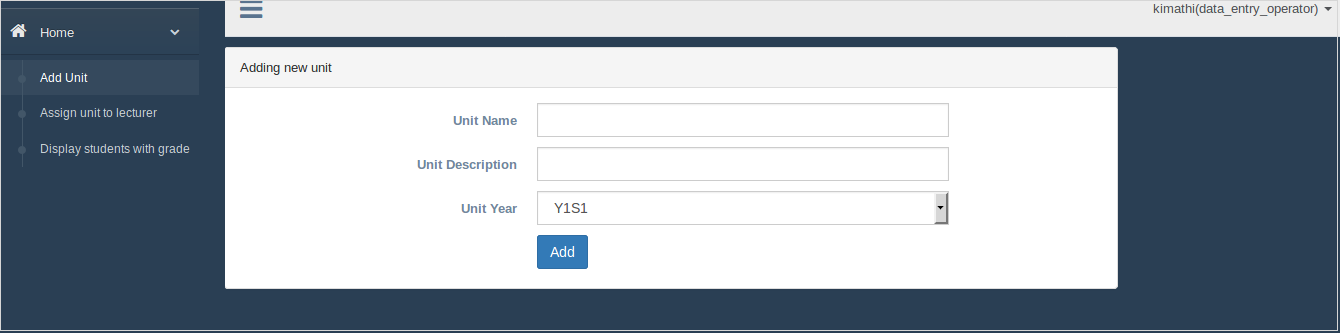 kimathi(data_entry_operator)
Home
Add Unit
Assign unit to lecturer
Display students with grade
Adding new unit
Unit Name
Unit Description
Unit Year Y1S1
Add